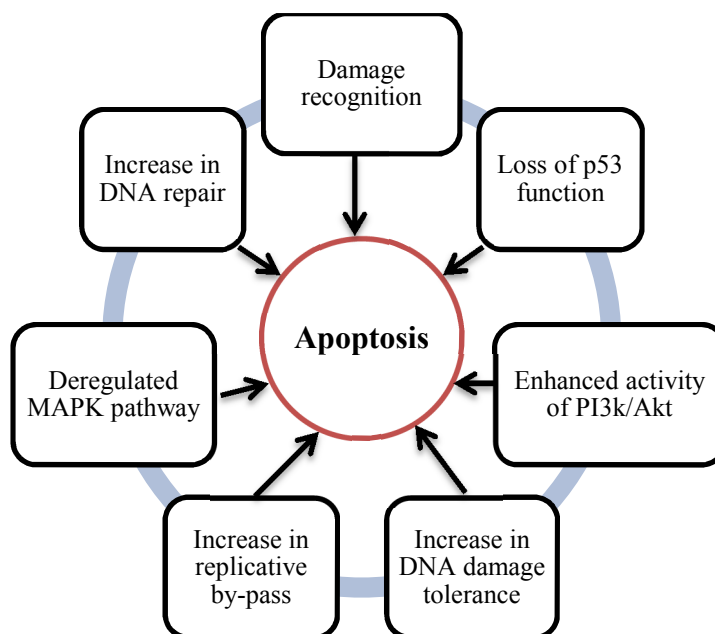 Damage
recognition
Loss of p53
function
Enhanced activity
of PI3k/Akt
Increase in
DNA damage
tolerance
Increase in
replicative
by-pass
Deregulated
MAPK pathway
Increase in
DNA repair
Apoptosis